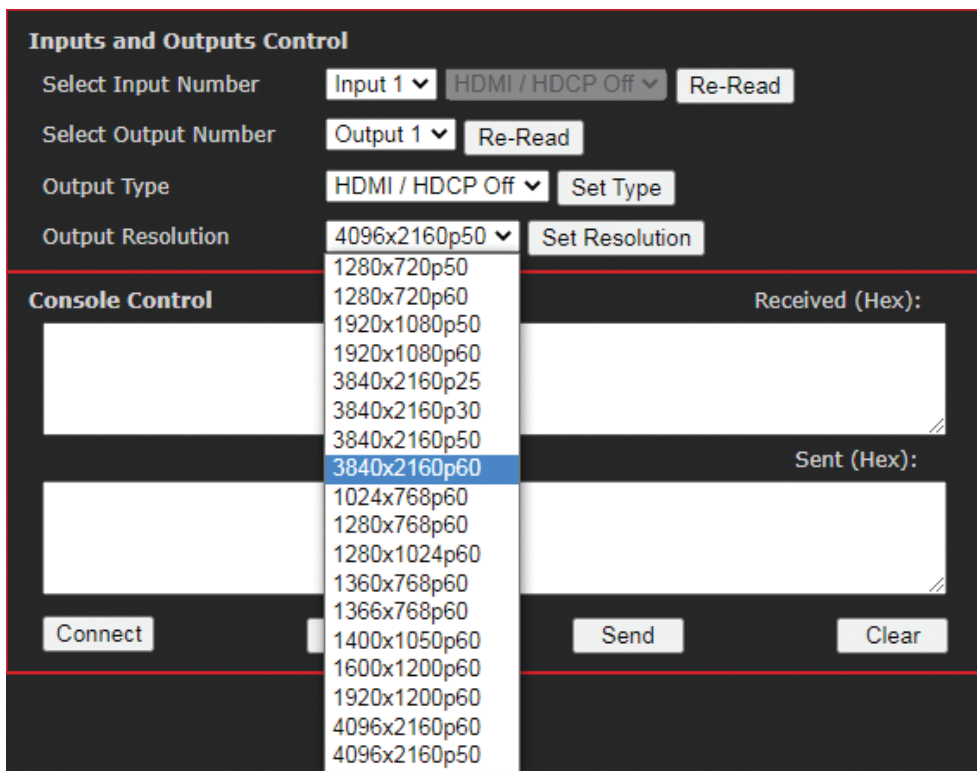 Inputs and Outputs Control
Select Input Number Input 1 HDMI / HDCP Off Re-Read
Select Output Number Output 1 Re-Read
Output Type HDMI / HDCP Off Set Type
Output Resolution 4096x2160p50 Set Resolution
1280x720p50
1280x720p60
1920x1080p50
1920x1080p60
3840x2160p25
3840x2160p30
3840x2160p50
3840x2160p60
1024x768p60
1280x768p60
1280x1024p60
1360x768p60
1366x768p60
1400x1050p60
1600x1200p60
1920x1200p60
4096x2160p60
4096x2160p50
Console Control Received (Hex):
Sent (Hex):
Connect Send Clear